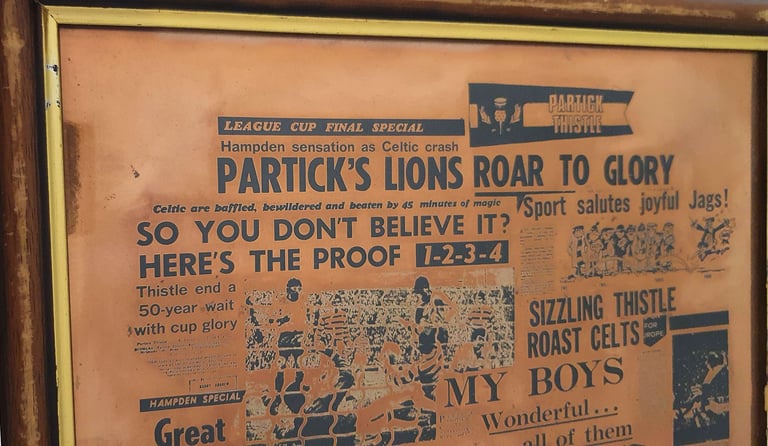 PARTICK
THISTLE
LEAGUE CUP FINAL SPECIAL
Hampden sensation as Celtic crash
PARTICK'S LIONS ROAR TO GLORY
Celtic are baffled, bewildered and beaten by 45 minutes of magic
Sport salutes joyful Jags!
SO YOU DON'T BELIEVE IT?
HERE'S THE PROOF 1-2-3-4
Thistle end a
50-year wait
with cup glory
SIZZLING THISTLE
ROAST CELTS
FOR
MY BOYS
Wonderful...
all of them
HAMPDEN SPECIAL
Great